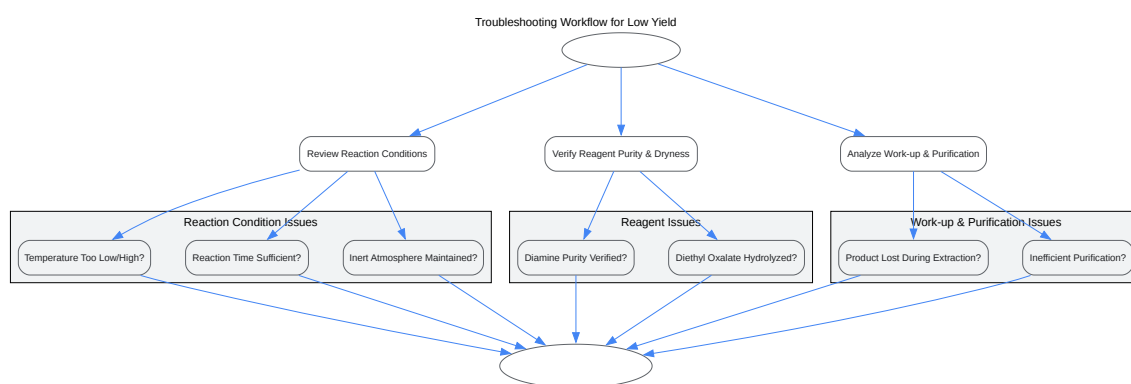 Troubleshooting Workflow for Low Yield
Review Reaction Conditions
Verify Reagent Purity & Dryness
Analyze Work-up & Purification
Reaction Condition Issues
Reagent Issues
Work-up & Purification Issues
Temperature Too Low/High?
Reaction Time Sufficient?
Inert Atmosphere Maintained?
Diamine Purity Verified?
Diethyl Oxalate Hydrolyzed?
Product Lost During Extraction?
Inefficient Purification?